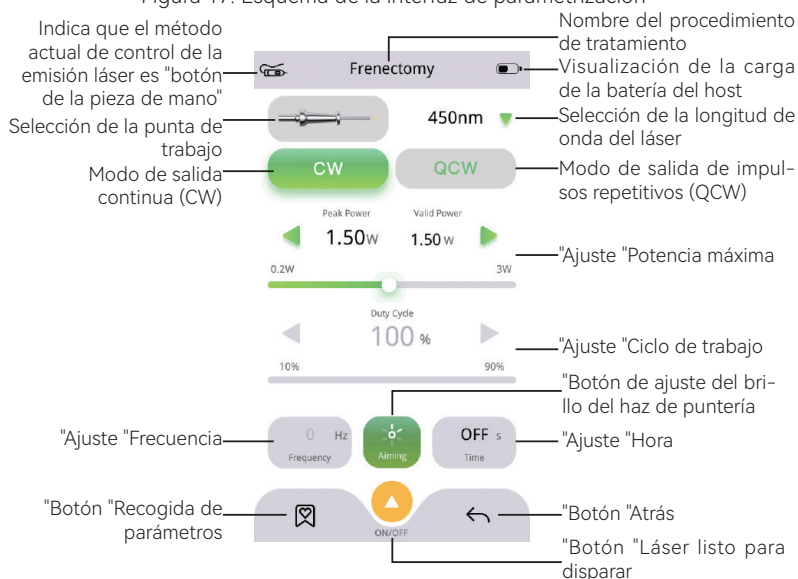 Figura 17. Esquema de la interfaz de parametrización
Indica que el método
actual de control de la
emisión láser es "botón
de la pieza de mano"
Selección de la punta de
trabajo
Modo de salida
continua (CW)
"Ajuste "Frecuencia
"Botón "Recogida de
parámetros
Frenectomy
450nm
CW
QCW
Peak Power
Valid Power
1.50W
1.50 W
0.2W
3W
Duty Cycle
100 %
10%
90%
0 Hz
Frequency
Aiming
OFF s
Time
ON/OFF
Nombre del procedimiento
de tratamiento
Visualización de la carga
de la batería del host
Selección de la longitud de
onda del láser
Modo de salida de impul-
sos repetitivos (QCW)
"Ajuste "Potencia máxima
"Ajuste "Ciclo de trabajo
"Botón de ajuste del bri-
llo del haz de puntería
"Ajuste "Hora
"Botón "Atrás
"Botón "Láser listo para
disparar